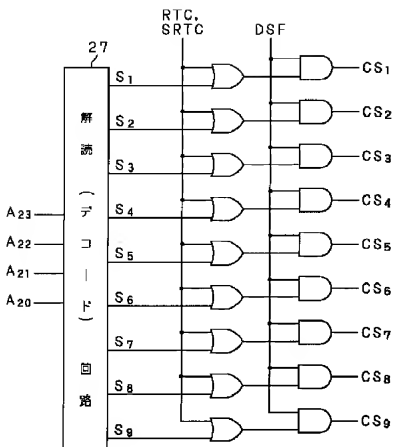 RTC,
SRTC
DSF
27
解読(デコード)回路
A23
A22
A21
A20
S1
S2
S3
S4
S5
S6
S7
S8
S9
CS1
CS2
CS3
CS4
CS5
CS6
CS7
CS8
CS9